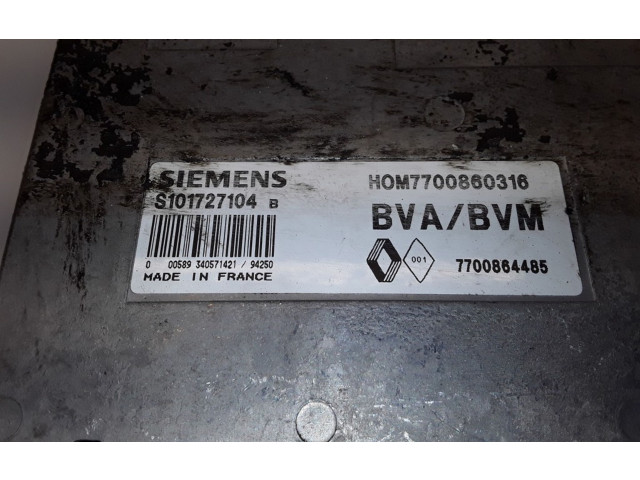 SIEMENS
S101727104 B
0 00589 340571421 / 94250
MADE IN FRANCE
HOM7700860316
BVA/BVM
001
7700864485